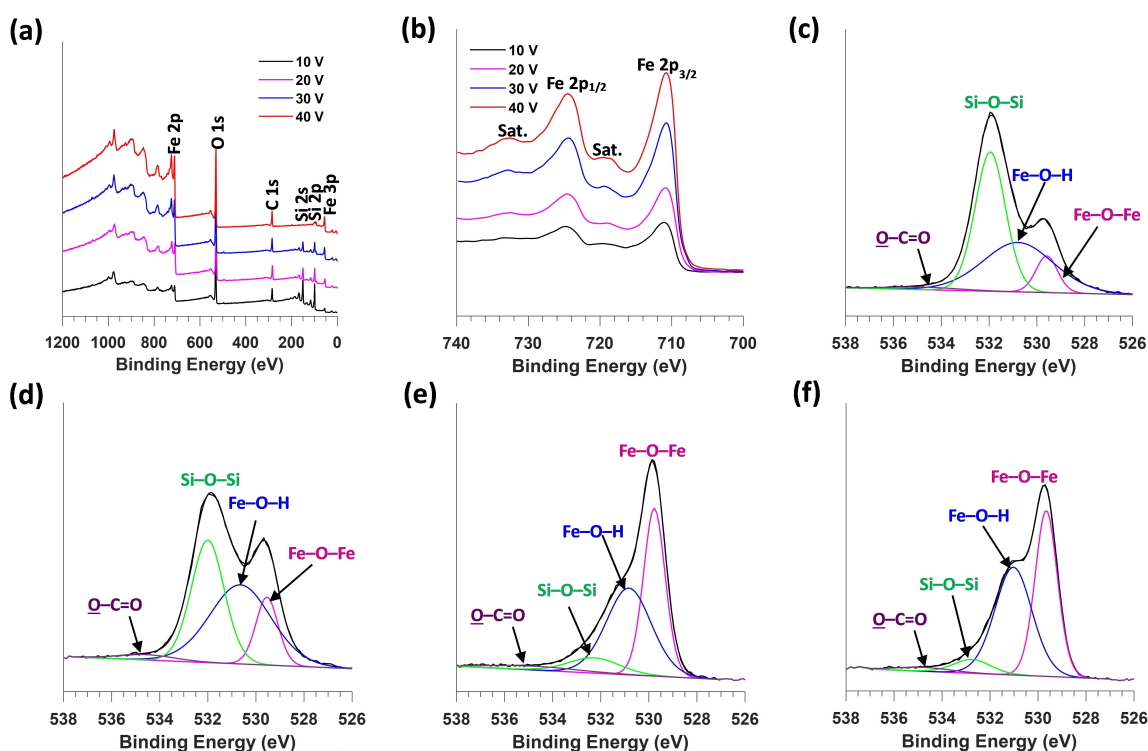 (a)
10 V
20 V
30 V
40 V
Fe 2p
O 1s
C 1s
Si 2s
Si 2p
Fe 3p
1200 1000 800 600 400 200 0
Binding Energy (eV)
(b)
10 V
20 V
30 V
40 V
Sat.
Fe 2p1/2
Sat.
Fe 2p3/2
740 730 720 710 700
Binding Energy (eV)
(c)
Si–O–Si
Fe–O–H
Fe–O–Fe
O–C=O
538 536 534 532 530 528 526
Binding Energy (eV)
(d)
Si–O–Si
Fe–O–H
Fe–O–Fe
O–C=O
538 536 534 532 530 528 526
Binding Energy (eV)
(e)
Fe–O–Fe
Fe–O–H
Si–O–Si
O–C=O
538 536 534 532 530 528 526
Binding Energy (eV)
(f)
Fe–O–Fe
Fe–O–H
Si–O–Si
O–C=O
538 536 534 532 530 528 526
Binding Energy (eV)